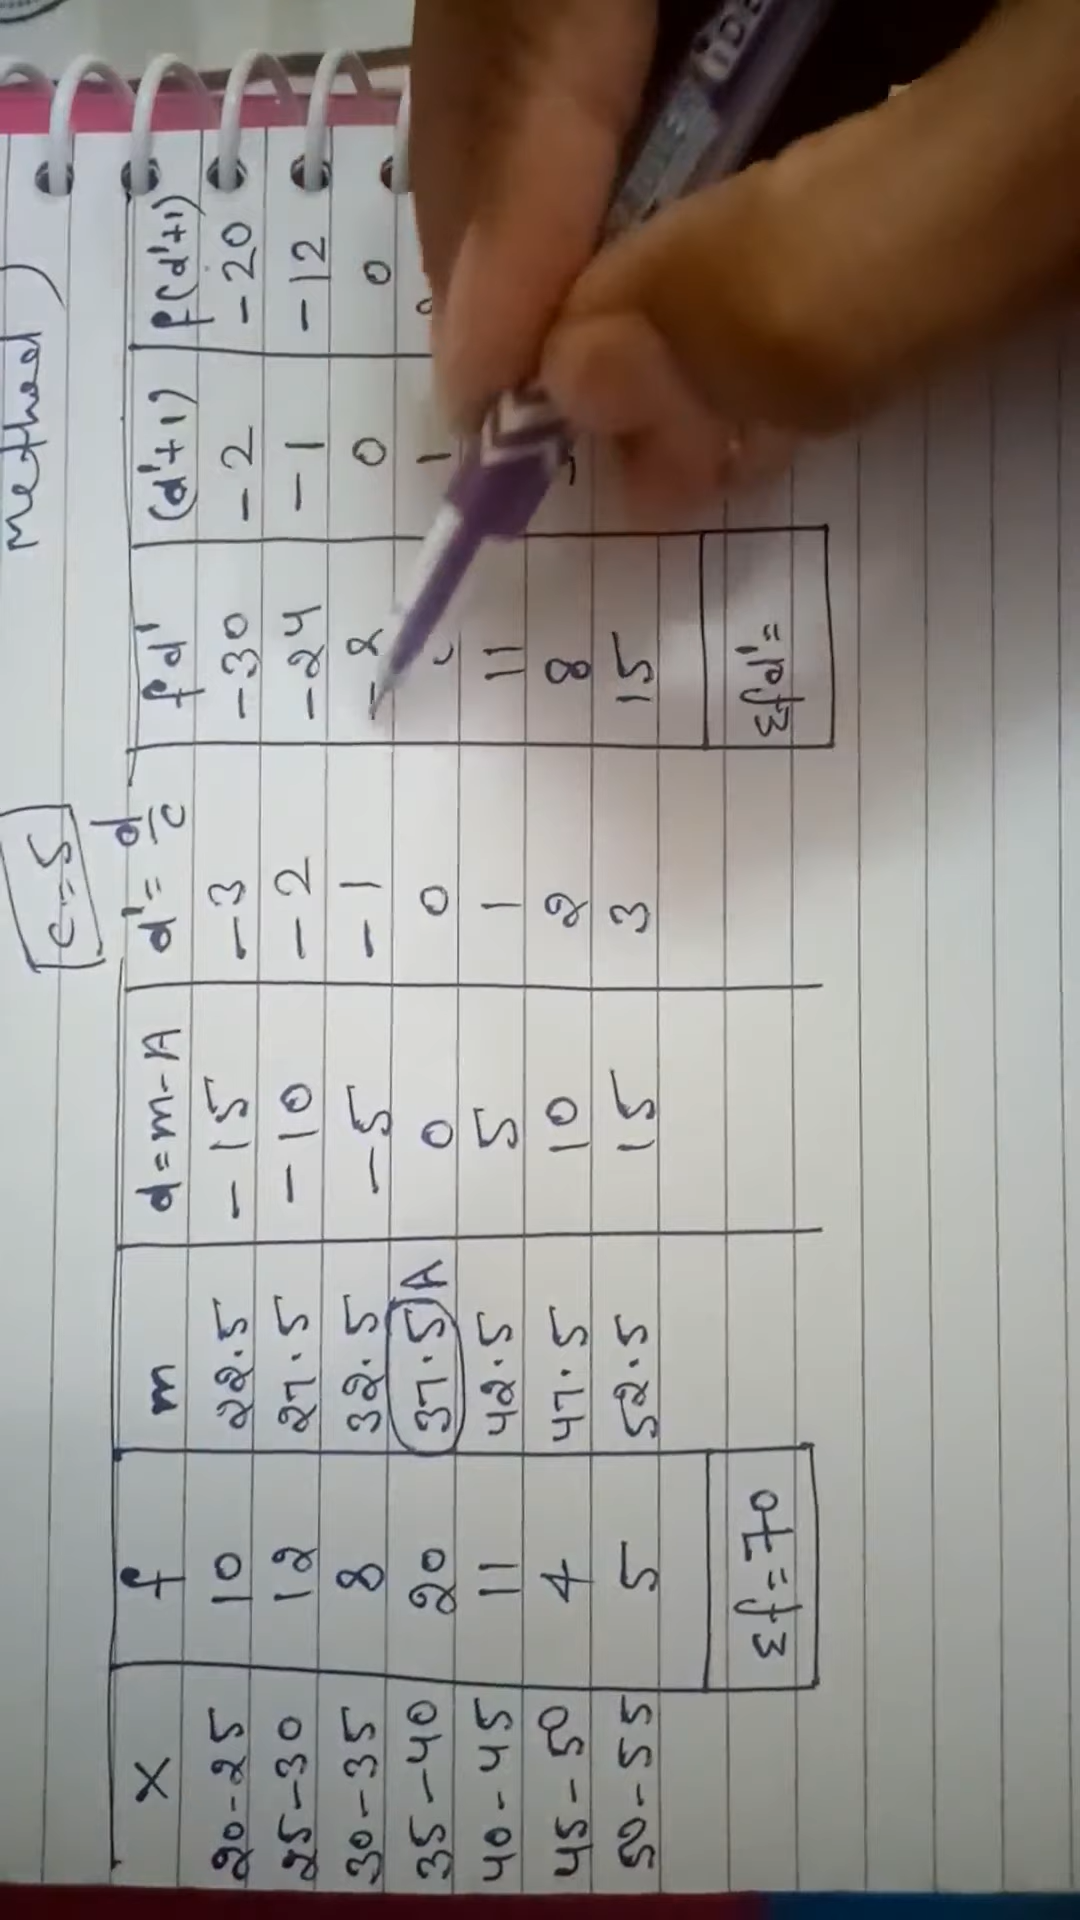 Method)
c=5
X f m d=m-A d'=d/c fd' (d'+1) f(d'+1)
20-25 10 22.5 -15 -3 -30 -2 -20
25-30 12 27.5 -10 -2 -24 -1 -12
30-35 8 32.5 -5 -1 -8 0 0
35-40 20 37.5 A 0 0 1
40-45 11 42.5 5 1 11
45-50 4 47.5 10 2 8
50-55 5 52.5 15 3 15
Σf=70 Σfd'=